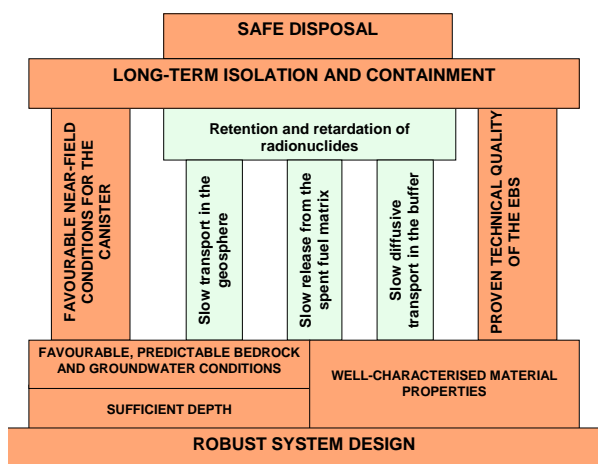 SAFE DISPOSAL
LONG-TERM ISOLATION AND CONTAINMENT
Retention and retardation of
radionuclides
FAVOURABLE NEAR-FIELD
CONDITIONS FOR THE
CANISTER
Slow transport in the
geosphere
Slow release from the
spent fuel matrix
Slow diffusive
transport in the buffer
PROVEN TECHNICAL QUALITY
OF THE EBS
FAVOURABLE, PREDICTABLE BEDROCK
AND GROUNDWATER CONDITIONS
SUFFICIENT DEPTH
WELL-CHARACTERISED MATERIAL
PROPERTIES
ROBUST SYSTEM DESIGN